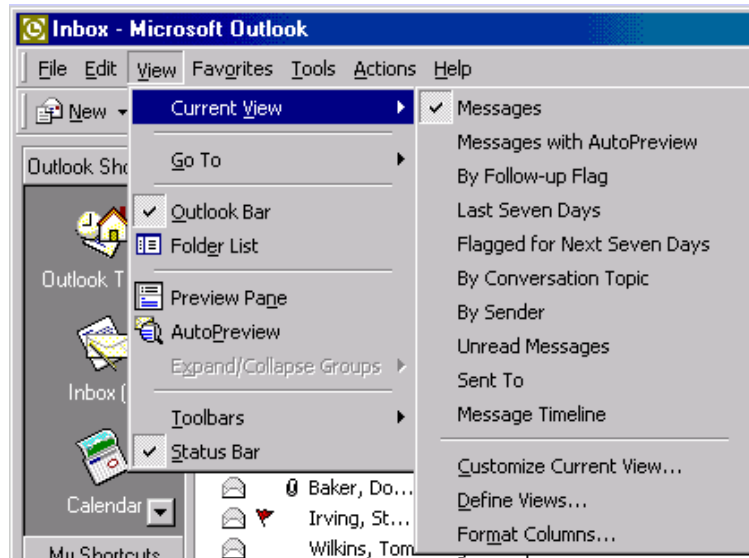 Inbox - Microsoft Outlook
File Edit View Favorites Tools Actions Help
New
Current View
Go To
Outlook Bar
Folder List
Preview Pane
AutoPreview
Expand/Collapse Groups
Toolbars
Status Bar
Messages
Messages with AutoPreview
By Follow-up Flag
Last Seven Days
Flagged for Next Seven Days
By Conversation Topic
By Sender
Unread Messages
Sent To
Message Timeline
Customize Current View...
Define Views...
Format Columns...
Outlook Sho
Outlook T
Inbox (
Calendar
My Shortcuts
Baker, Do...
Irving, St...
Wilkins, Tom